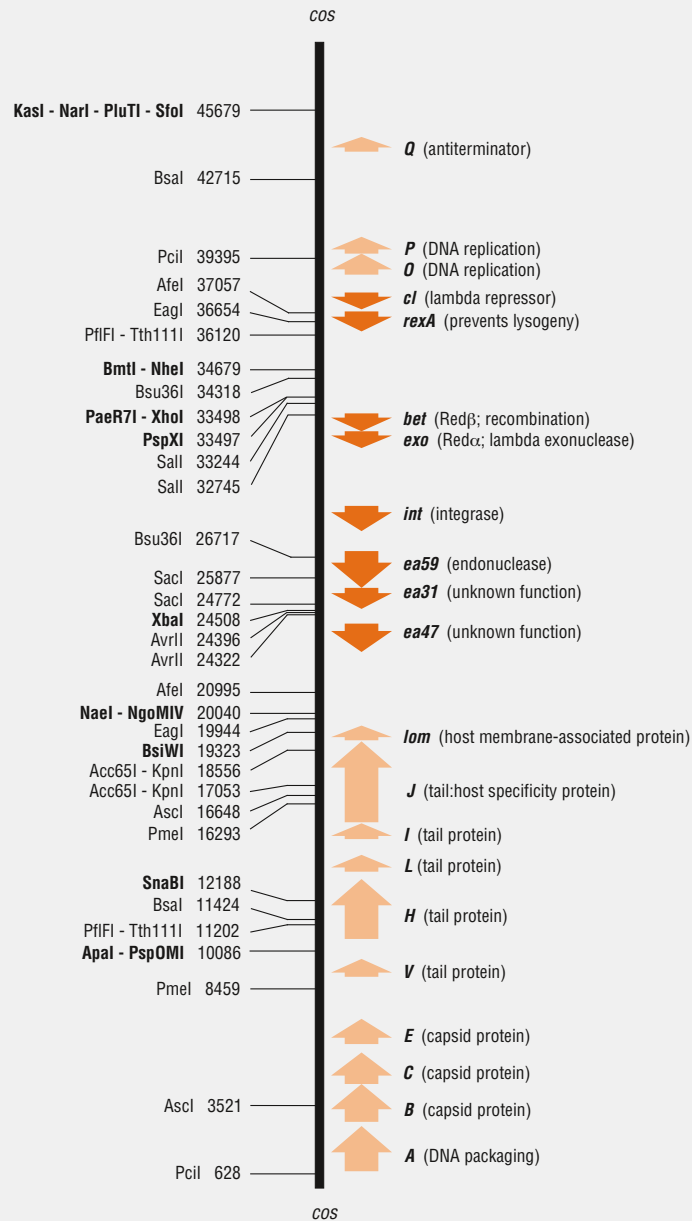 cos
KasI - NarI - PluTI - SfoI 45679
Q (antiterminator)
BsaI 42715
P (DNA replication)
PciI 39395
O (DNA replication)
AfeI 37057
cI (lambda repressor)
EagI 36654
rexA (prevents lysogeny)
PflFI - Tth111I 36120
BmtI - NheI 34679
Bsu36I 34318
PaeR7I - XhoI 33498
bet (Redβ; recombination)
PspXI 33497
exo (Redα; lambda exonuclease)
SalI 33244
SalI 32745
int (integrase)
Bsu36I 26717
ea59 (endonuclease)
SacI 25877
ea31 (unknown function)
SacI 24772
XbaI 24508
ea47 (unknown function)
AvrII 24396
AvrII 24322
AfeI 20995
NaeI - NgoMIV 20040
EagI 19944
lom (host membrane-associated protein)
BsiWI 19323
Acc65I - KpnI 18556
Acc65I - KpnI 17053
J (tail:host specificity protein)
AscI 16648
PmeI 16293
I (tail protein)
L (tail protein)
SnaBI 12188
BsaI 11424
H (tail protein)
PflFI - Tth111I 11202
ApaI - PspOMI 10086
V (tail protein)
PmeI 8459
E (capsid protein)
C (capsid protein)
AscI 3521
B (capsid protein)
A (DNA packaging)
PciI 628
cos